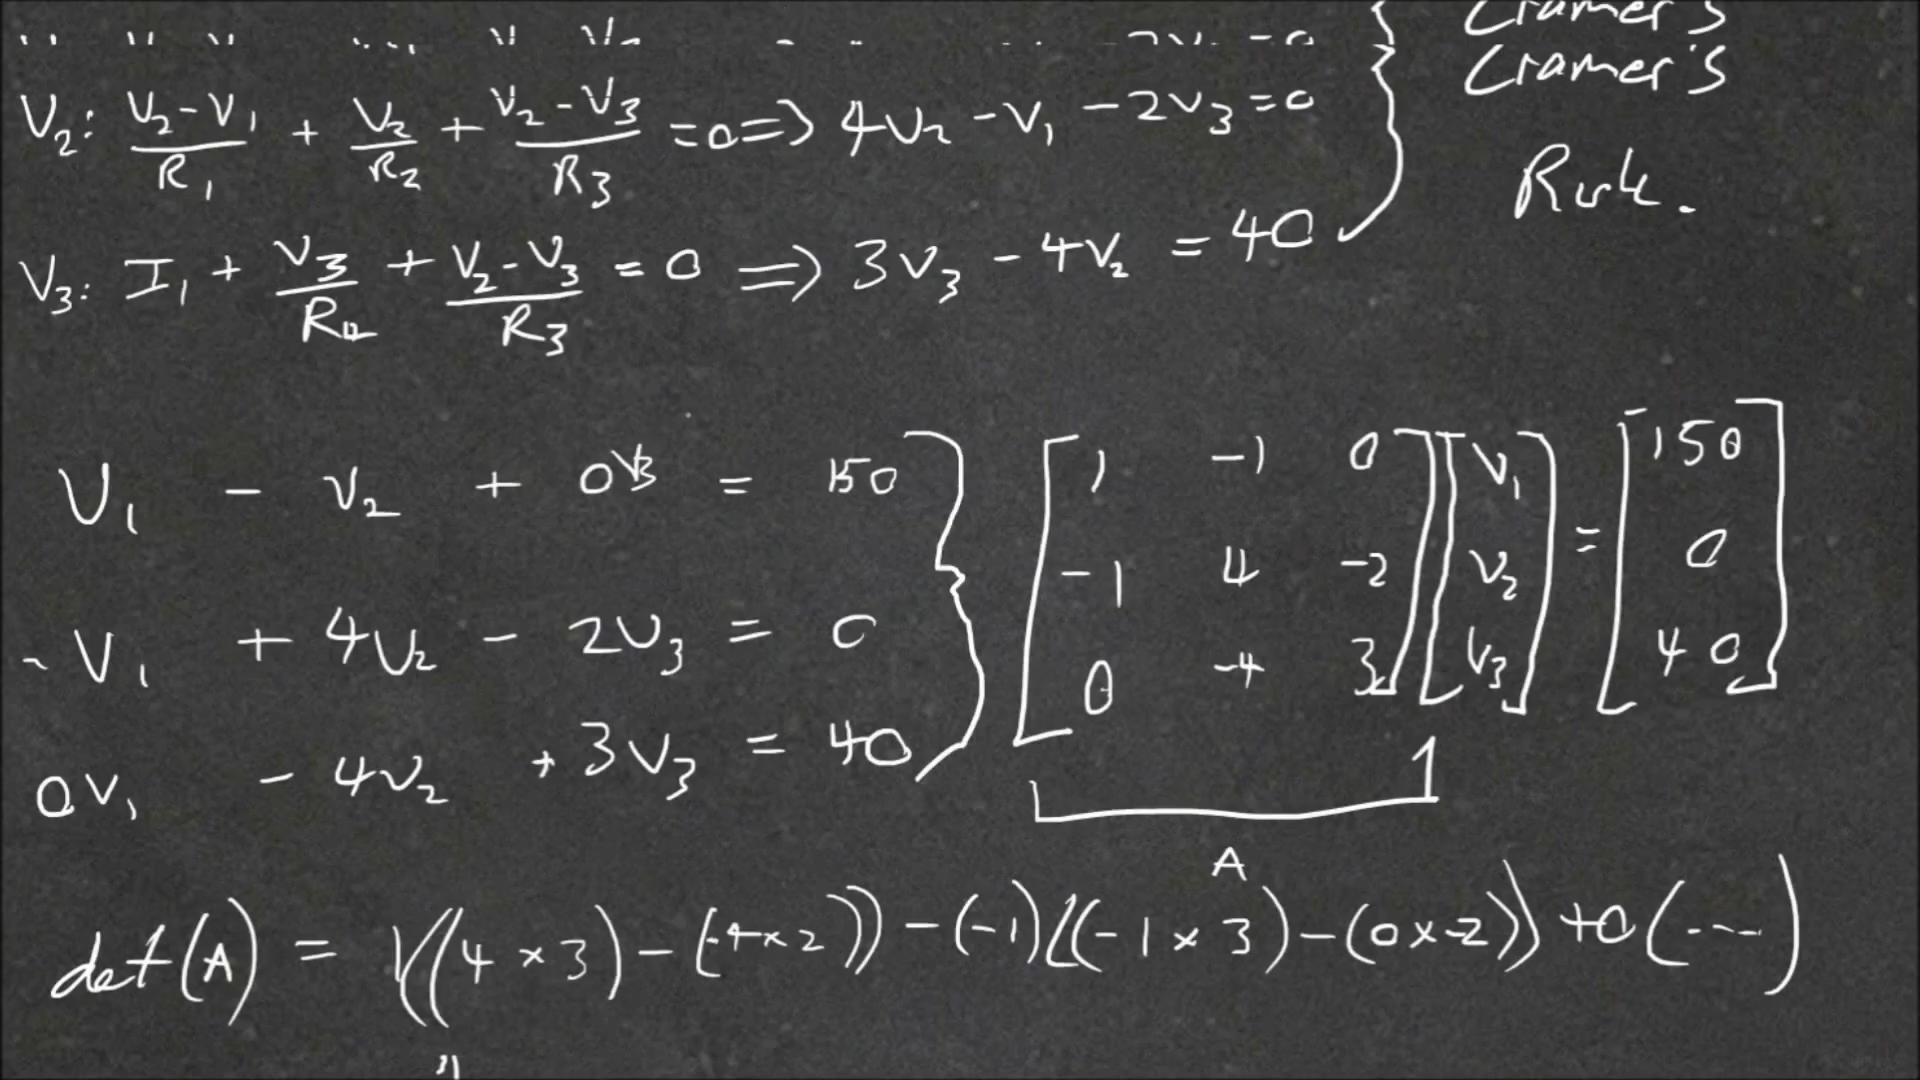 Cramer's
Cramer's
Rule.
V₂: (V₂-V₁)/R₁ + V₂/R₂ + (V₂-V₃)/R₃ = 0 => 4V₂ - V₁ - 2V₃ = 0
V₃: I₁ + V₃/R₄ + (V₂-V₃)/R₃ = 0 => 3V₃ - 4V₂ = 40
V₁ - V₂ + 0V3 = 150
-V₁ + 4V₂ - 2V₃ = 0
0V₁ - 4V₂ + 3V₃ = 40
[1 -1 0] [V₁] = [150]
[-1 4 -2] [V₂] [0]
[0 -4 3] [V₃] [40]
A
det(A) = 1((4 × 3) - (-4 × 2)) - (-1)((-1 × 3) - (0 × -2)) + 0(---)